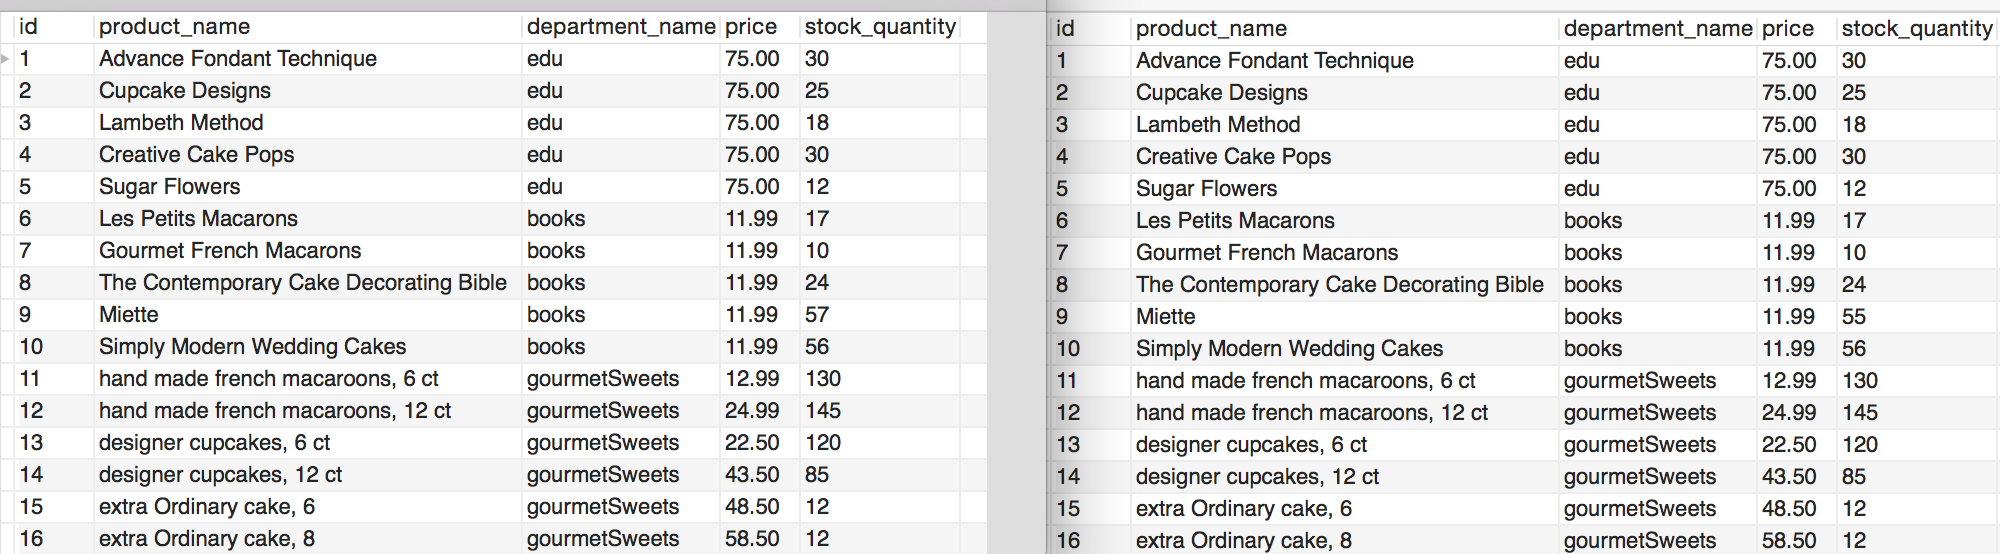 id product_name department_name price stock_quantity
1 Advance Fondant Technique edu 75.00 30
2 Cupcake Designs edu 75.00 25
3 Lambeth Method edu 75.00 18
4 Creative Cake Pops edu 75.00 30
5 Sugar Flowers edu 75.00 12
6 Les Petits Macarons books 11.99 17
7 Gourmet French Macarons books 11.99 10
8 The Contemporary Cake Decorating Bible books 11.99 24
9 Miette books 11.99 57
10 Simply Modern Wedding Cakes books 11.99 56
11 hand made french macaroons, 6 ct gourmetSweets 12.99 130
12 hand made french macaroons, 12 ct gourmetSweets 24.99 145
13 designer cupcakes, 6 ct gourmetSweets 22.50 120
14 designer cupcakes, 12 ct gourmetSweets 43.50 85
15 extra Ordinary cake, 6 gourmetSweets 48.50 12
16 extra Ordinary cake, 8 gourmetSweets 58.50 12
id product_name department_name price stock_quantity
1 Advance Fondant Technique edu 75.00 30
2 Cupcake Designs edu 75.00 25
3 Lambeth Method edu 75.00 18
4 Creative Cake Pops edu 75.00 30
5 Sugar Flowers edu 75.00 12
6 Les Petits Macarons books 11.99 17
7 Gourmet French Macarons books 11.99 10
8 The Contemporary Cake Decorating Bible books 11.99 24
9 Miette books 11.99 55
10 Simply Modern Wedding Cakes books 11.99 56
11 hand made french macaroons, 6 ct gourmetSweets 12.99 130
12 hand made french macaroons, 12 ct gourmetSweets 24.99 145
13 designer cupcakes, 6 ct gourmetSweets 22.50 120
14 designer cupcakes, 12 ct gourmetSweets 43.50 85
15 extra Ordinary cake, 6 gourmetSweets 48.50 12
16 extra Ordinary cake, 8 gourmetSweets 58.50 12